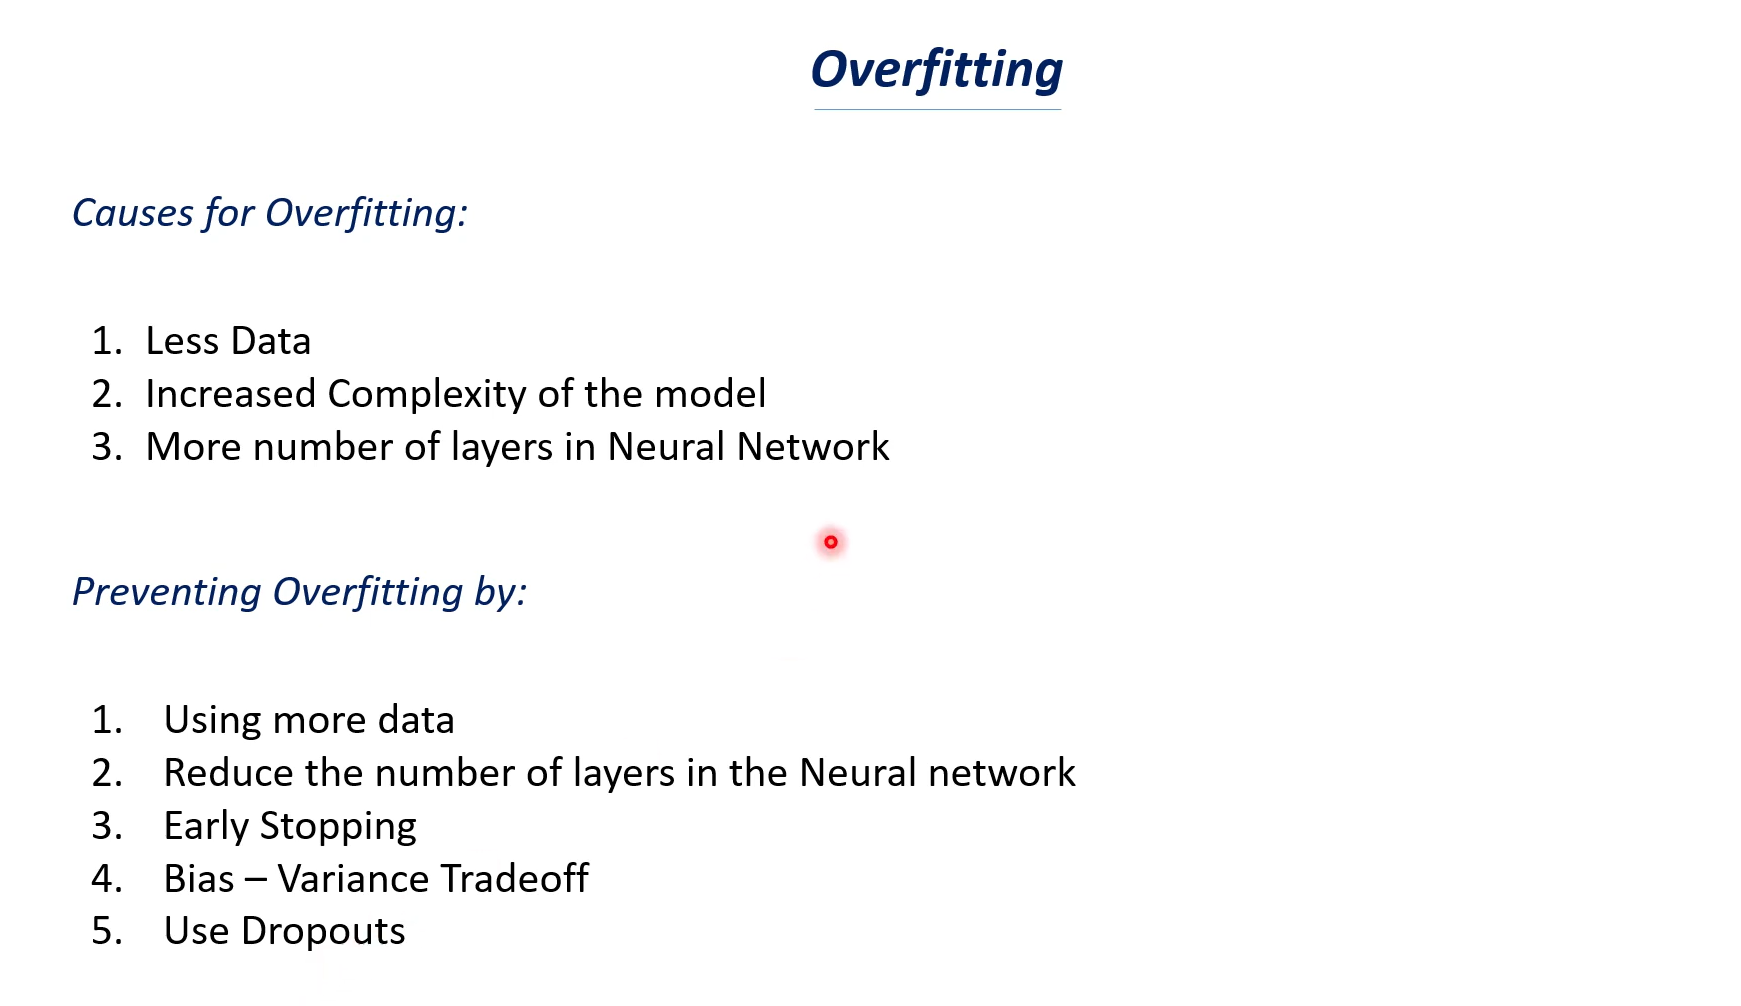 Overfitting
Causes for Overfitting:
1. Less Data
2. Increased Complexity of the model
3. More number of layers in Neural Network
Preventing Overfitting by:
1. Using more data
2. Reduce the number of layers in the Neural network
3. Early Stopping
4. Bias – Variance Tradeoff
5. Use Dropouts